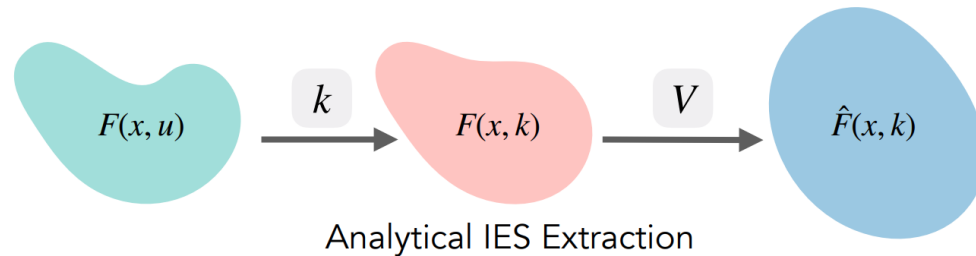 k
V
F(x, u)
F(x, k)
F̂(x, k)
Analytical IES Extraction